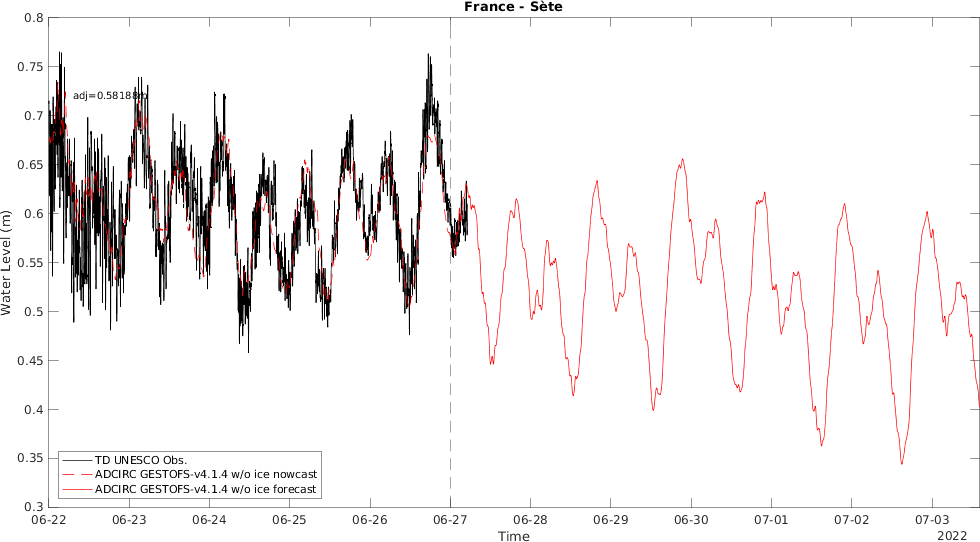 France - Sète
0.8
0.75
0.7
0.65
0.6
0.55
0.5
0.45
0.4
0.35
0.3
Water Level (m)
adj=0.58188m
TD UNESCO Obs.
ADCIRC GESTOFS-v4.1.4 w/o ice nowcast
ADCIRC GESTOFS-v4.1.4 w/o ice forecast
06-22 06-23 06-24 06-25 06-26 06-27 06-28 06-29 06-30 07-01 07-02 07-03
Time
2022